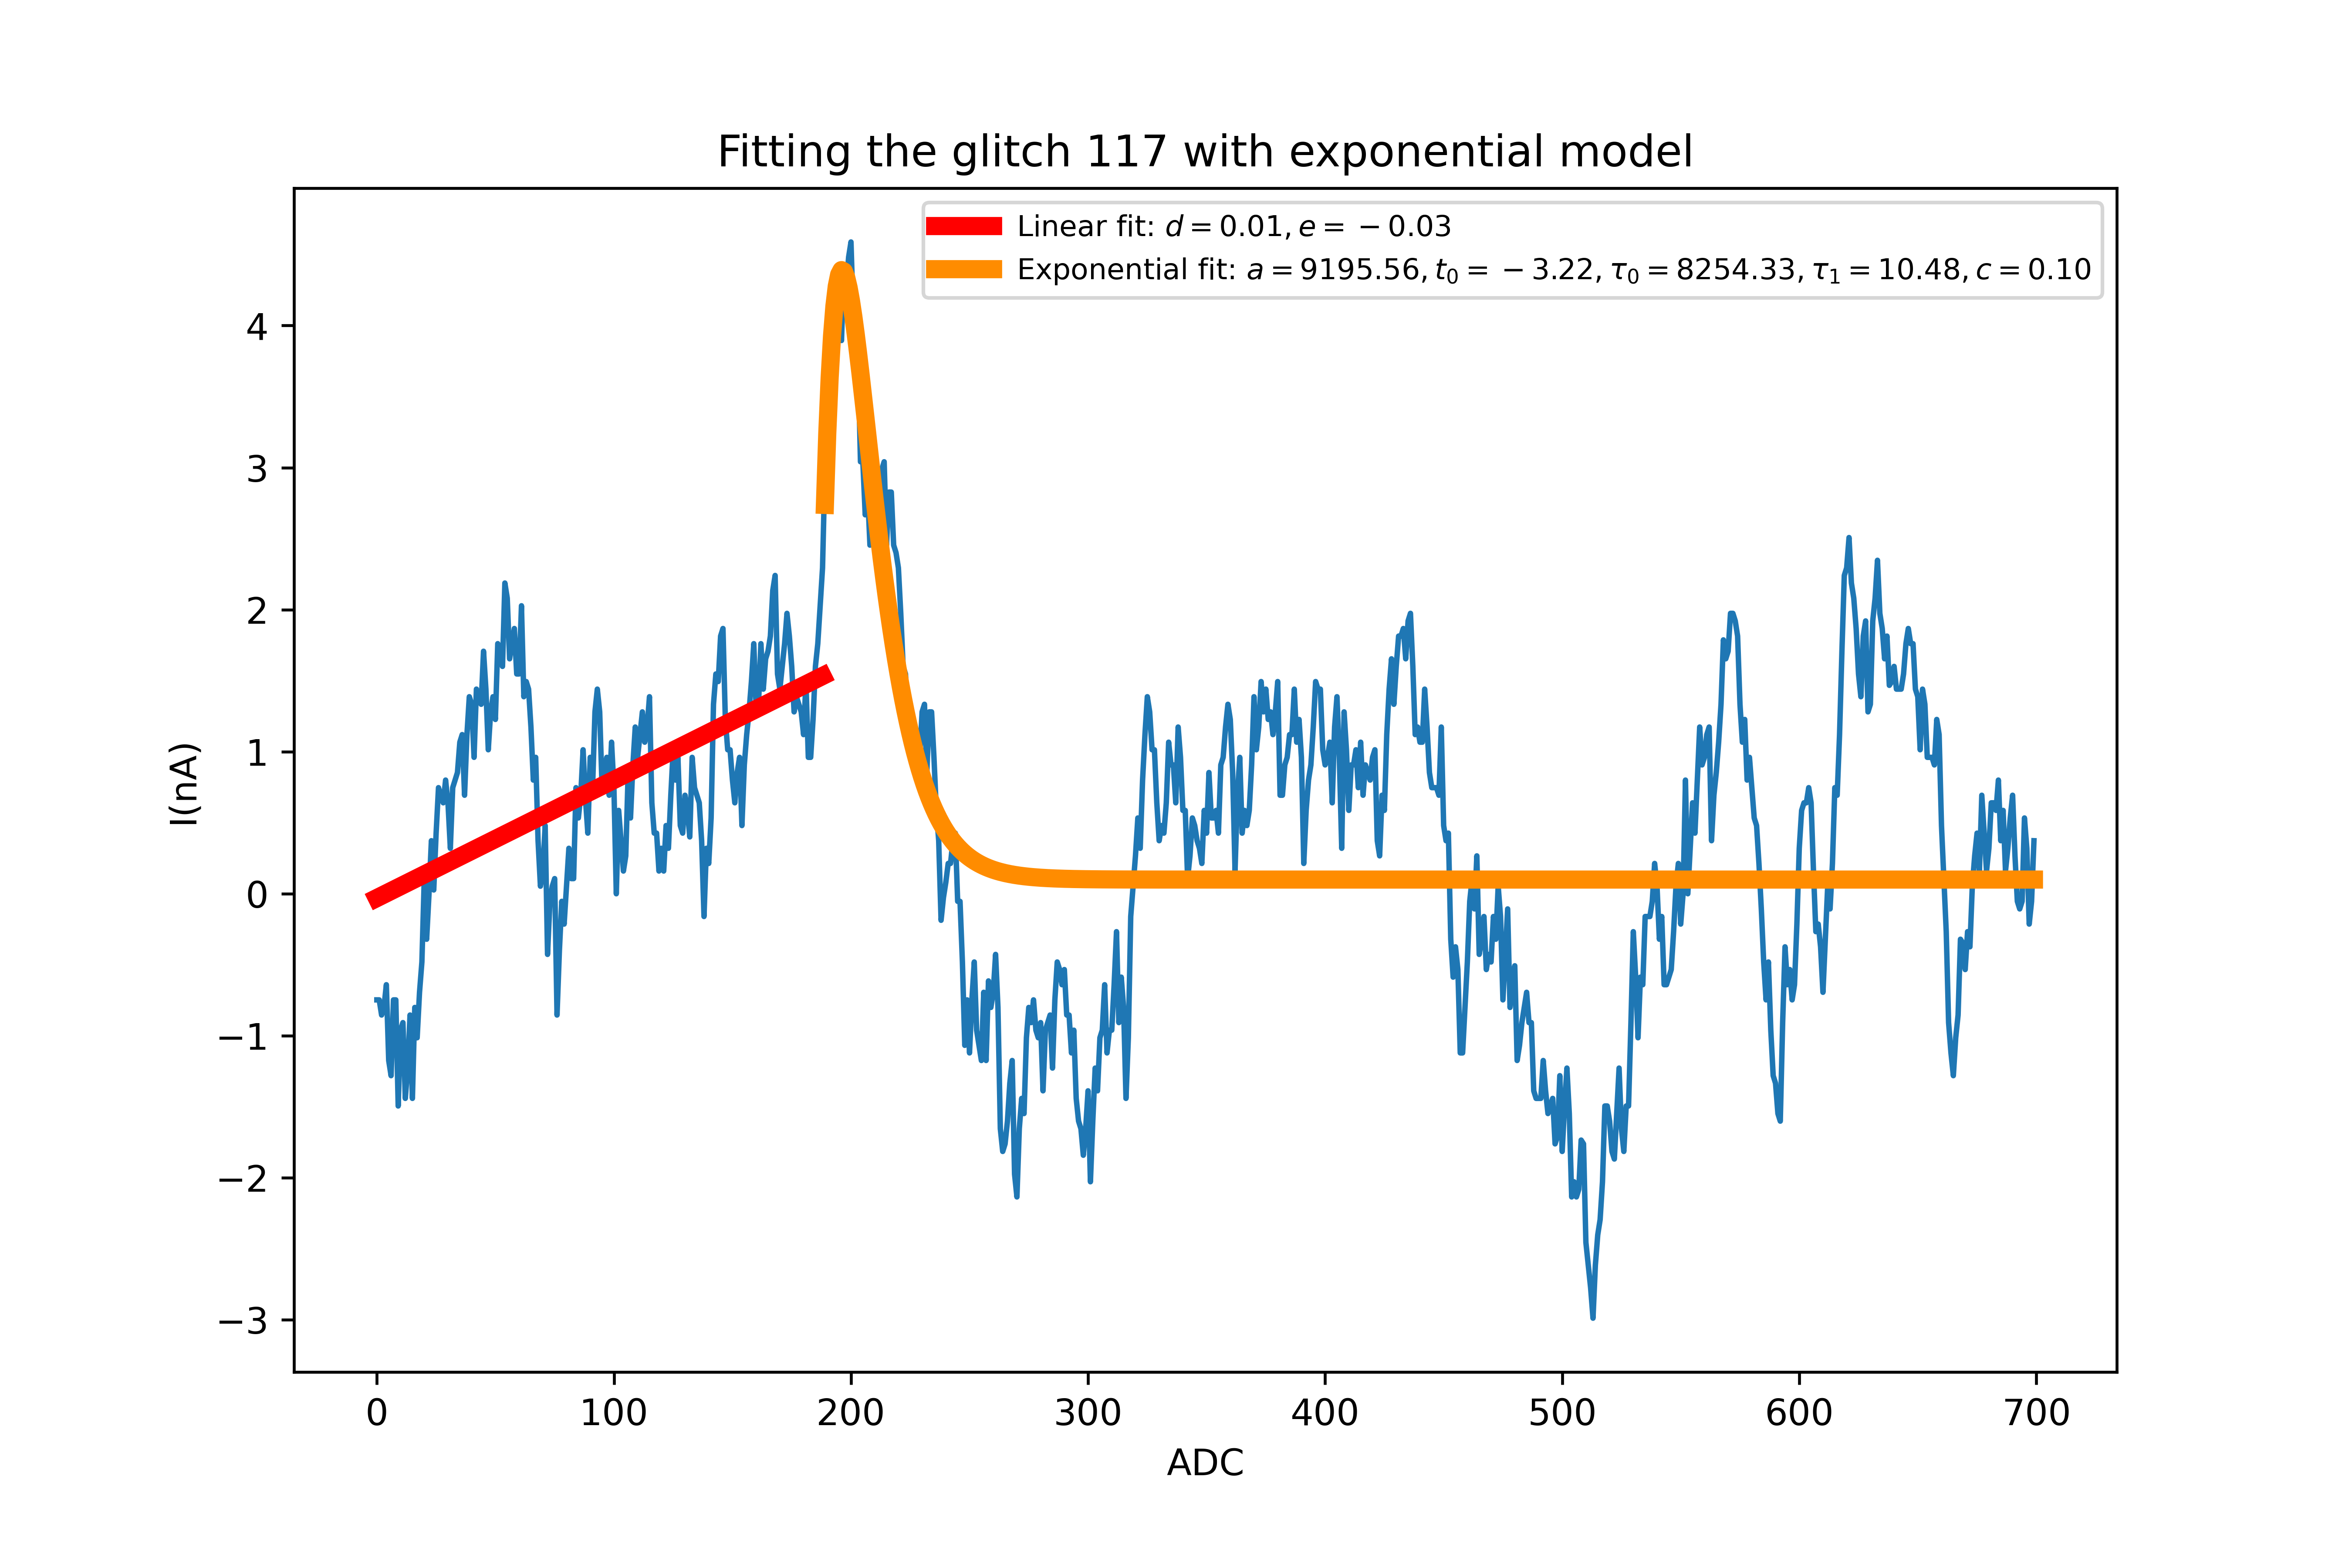 Fitting the glitch 117 with exponential model
Linear fit: d = 0.01, e = −0.03
Exponential fit: a = 9195.56, t₀ = −3.22, τ₀ = 8254.33, τ₁ = 10.48, c = 0.10
4
3
2
1
0
−1
−2
−3
I(nA)
0 100 200 300 400 500 600 700
ADC